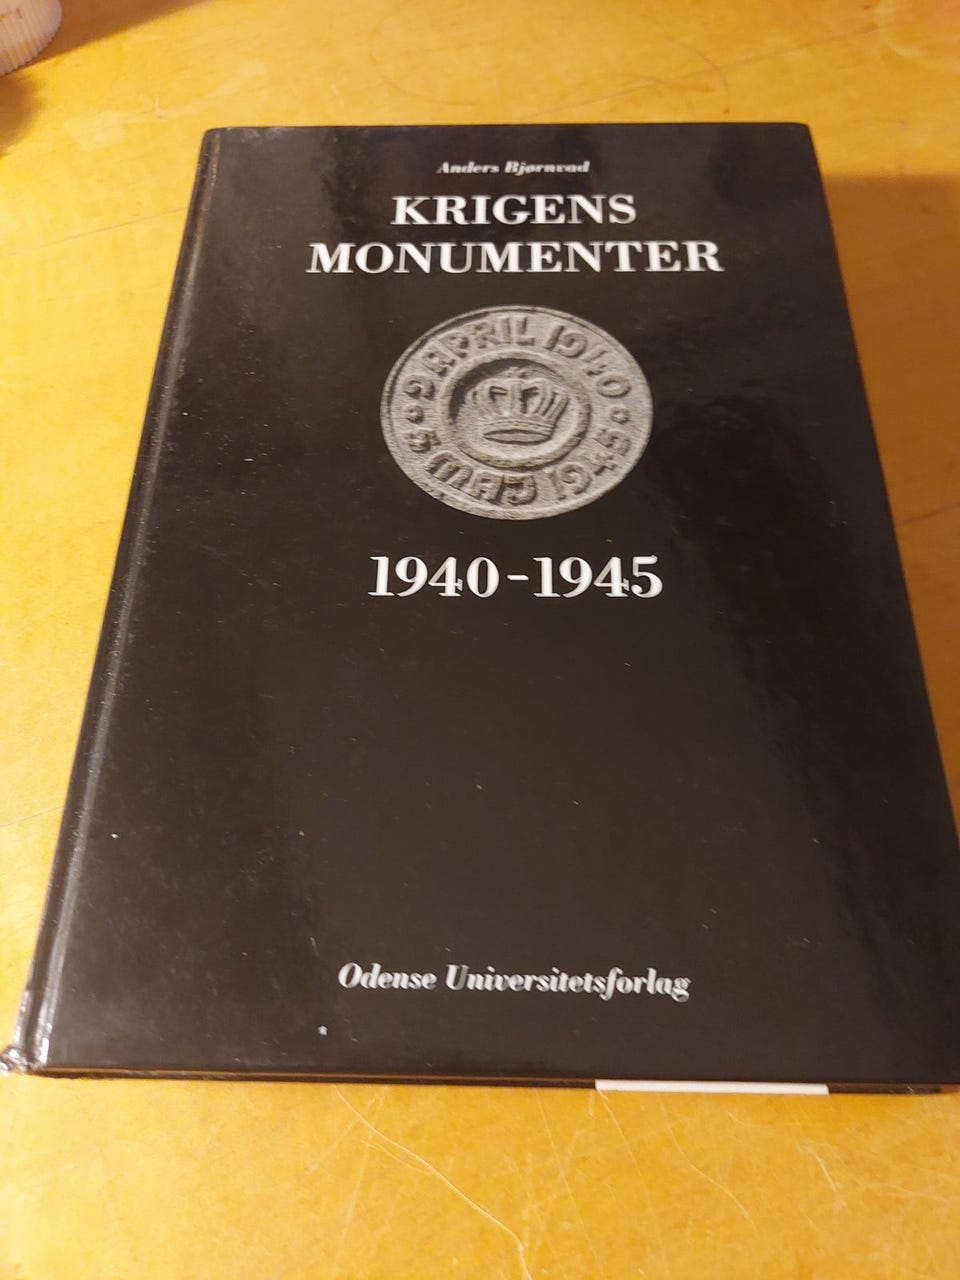 Anders Bjørnvad
KRIGENS
MONUMENTER
9 APRIL 1940
5 MAJ 1945
1940-1945
Odense Universitetsforlag